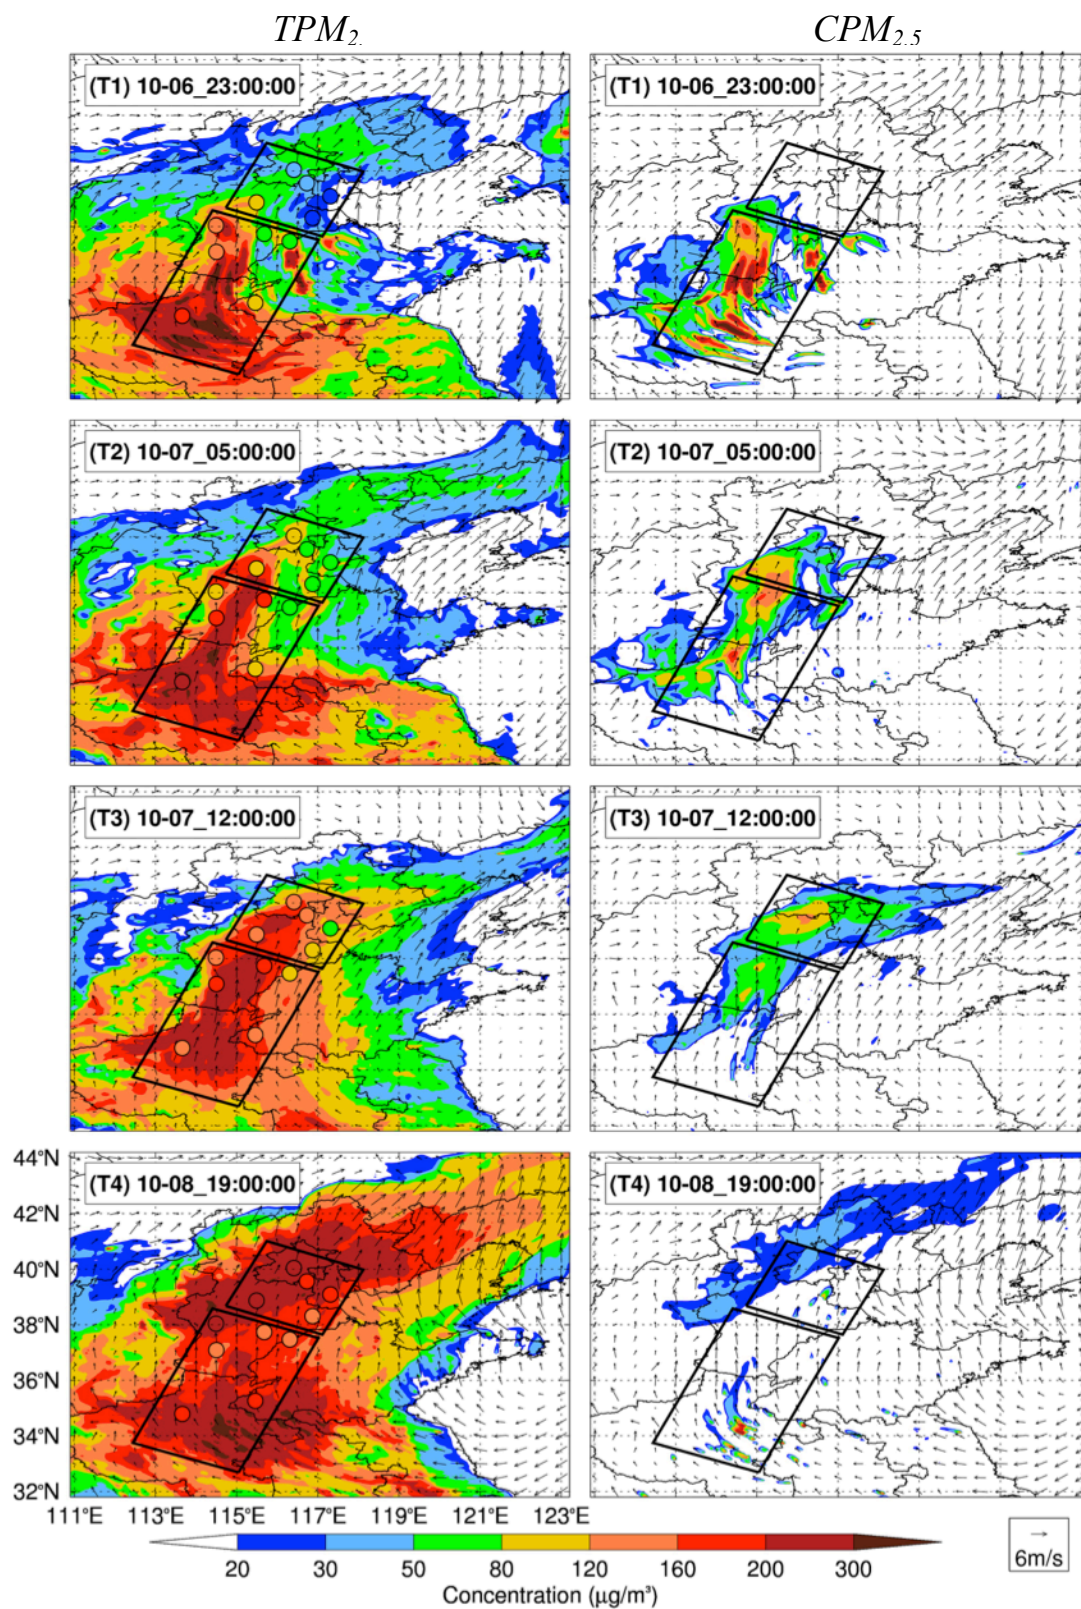 TPM2. CPM2.5
(T1) 10-06_23:00:00 (T1) 10-06_23:00:00
(T2) 10-07_05:00:00 (T2) 10-07_05:00:00
(T3) 10-07_12:00:00 (T3) 10-07_12:00:00
44°N
(T4) 10-08_19:00:00 (T4) 10-08_19:00:00
42°N
40°N
38°N
36°N
34°N
32°N
111°E 113°E 115°E 117°E 119°E 121°E 123°E
20 30 50 80 120 160 200 300
6m/s
Concentration (μg/m³)